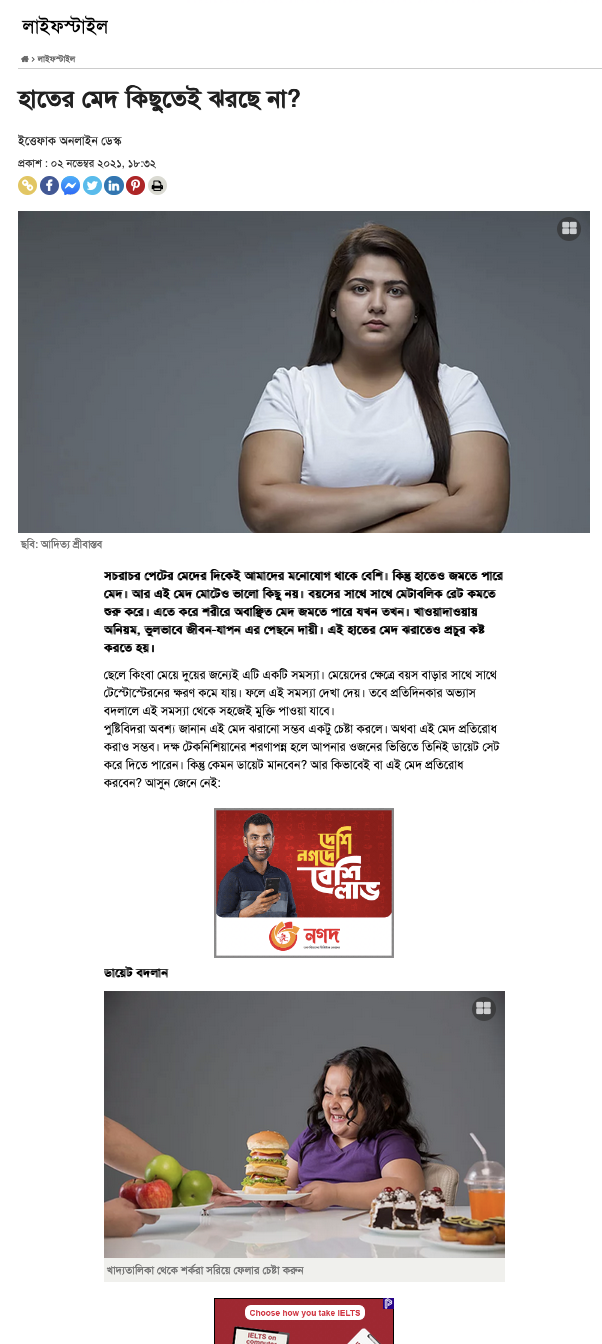 লাইফস্টাইল
লাইফস্টাইল
হাতের মেদ কিছুতেই ঝরছে না?
ইত্তেফাক অনলাইন ডেস্ক
প্রকাশ : ০২ নভেম্বর ২০২১, ১৮:৩২
ছবি: আদিত্য শ্রীবাস্তব
সচরাচর পেটের মেদের দিকেই আমাদের মনোযোগ থাকে বেশি। কিন্তু হাতেও জমতে পারে
মেদ। আর এই মেদ মোটেও ভালো কিছু নয়। বয়সের সাথে সাথে মেটাবলিক রেট কমতে
শুরু করে। এতে করে শরীরে অবাঞ্ছিত মেদ জমতে পারে যখন তখন। খাওয়াদাওয়ায়
অনিয়ম, ভুলভাবে জীবন-যাপন এর পেছনে দায়ী। এই হাতের মেদ ঝরাতেও প্রচুর কষ্ট
করতে হয়।
ছেলে কিংবা মেয়ে দুয়ের জন্যেই এটি একটি সমস্যা। মেয়েদের ক্ষেত্রে বয়স বাড়ার সাথে সাথে
টেস্টোস্টেরনের ক্ষরণ কমে যায়। ফলে এই সমস্যা দেখা দেয়। তবে প্রতিদিনকার অভ্যাস
বদলালে এই সমস্যা থেকে সহজেই মুক্তি পাওয়া যাবে।
পুষ্টিবিদরা অবশ্য জানান এই মেদ ঝরানো সম্ভব একটু চেষ্টা করলে। অথবা এই মেদ প্রতিরোধ
করাও সম্ভব। দক্ষ টেকনিশিয়ানের শরণাপন্ন হলে আপনার ওজনের ভিত্তিতে তিনিই ডায়েট সেট
করে দিতে পারেন। কিন্তু কেমন ডায়েট মানবেন? আর কিভাবেই বা এই মেদ প্রতিরোধ
করবেন? আসুন জেনে নেই:
দেশি
নগদে
বেশি
লাভ
নগদ
ডায়েট বদলান
খাদ্যতালিকা থেকে শর্করা সরিয়ে ফেলার চেষ্টা করুন
Choose how you take IELTS
IELTS on
computer